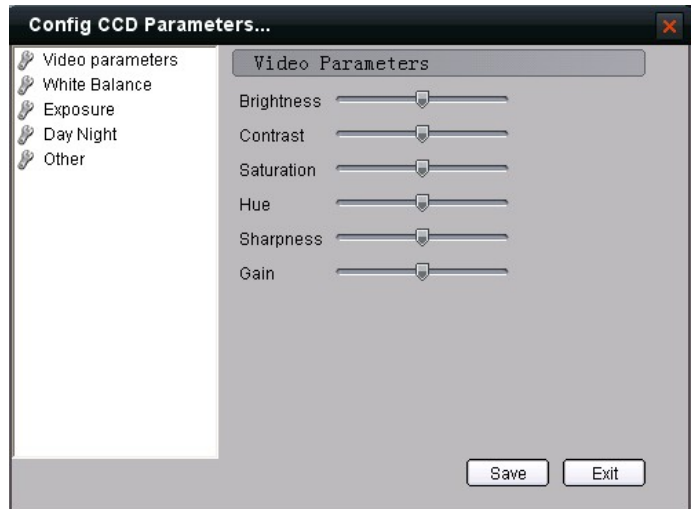 Config CCD Parameters...
Video parameters
White Balance
Exposure
Day Night
Other
Video Parameters
Brightness
Contrast
Saturation
Hue
Sharpness
Gain
Save
Exit